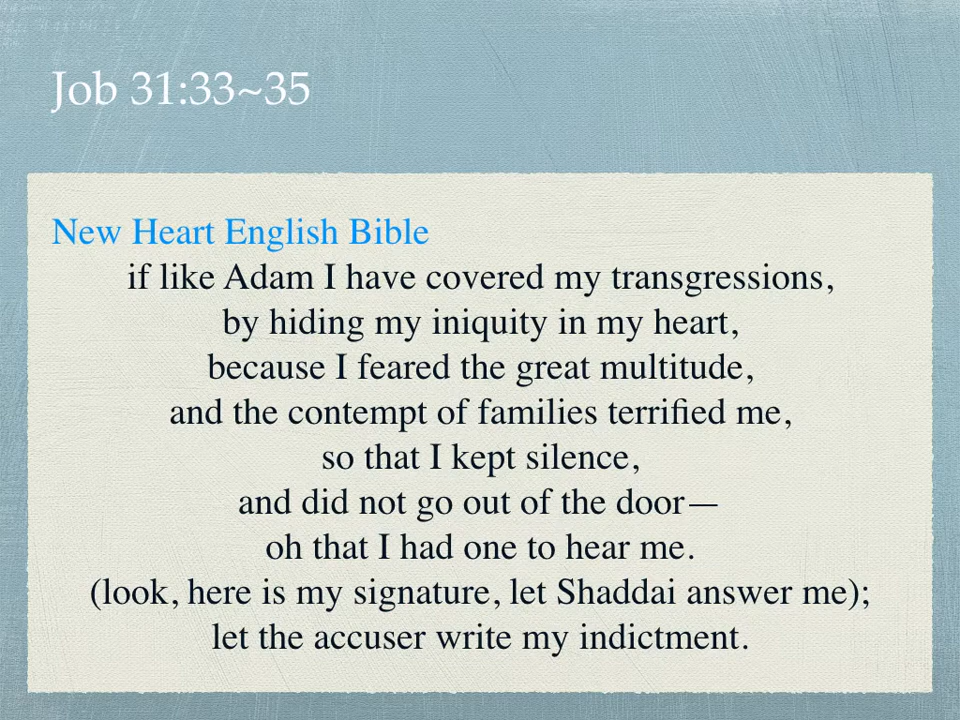 Job 31:33~35
New Heart English Bible
if like Adam I have covered my transgressions,
by hiding my iniquity in my heart,
because I feared the great multitude,
and the contempt of families terrified me,
so that I kept silence,
and did not go out of the door—
oh that I had one to hear me.
(look, here is my signature, let Shaddai answer me);
let the accuser write my indictment.